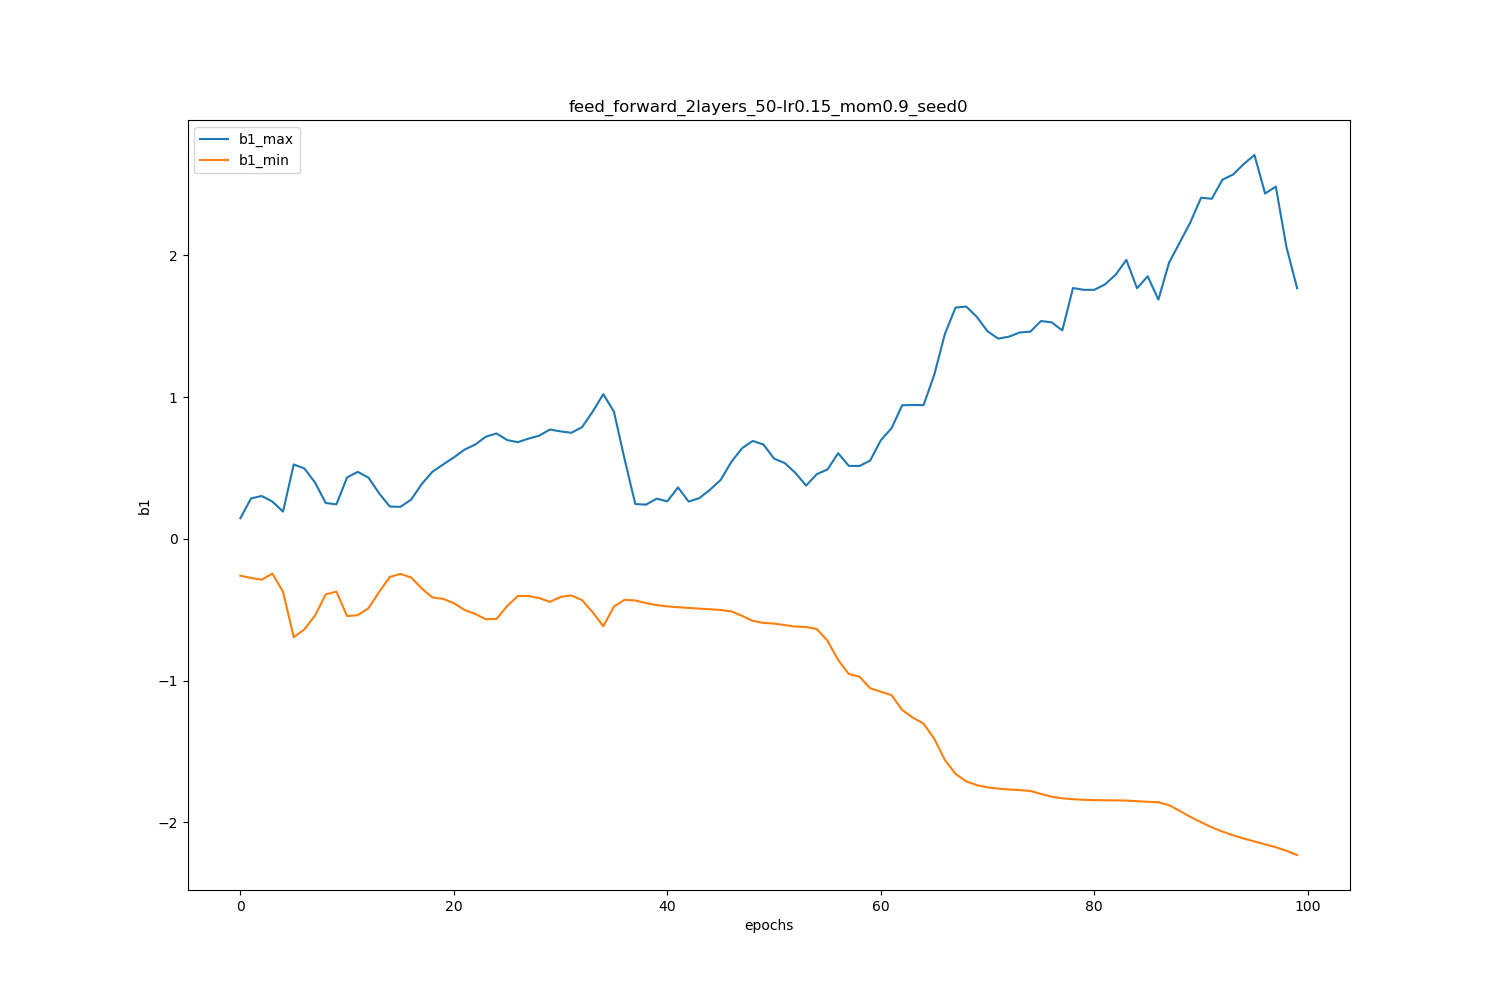 feed_forward_2layers_50-lr0.15_mom0.9_seed0
b1_max
b1_min
b1
2
1
0
−1
−2
0 20 40 60 80 100
epochs